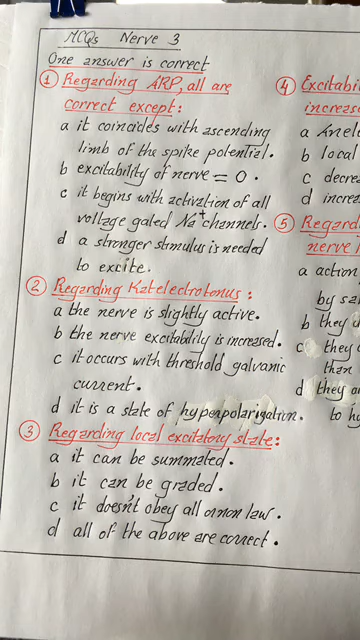 MCQs Nerve 3
One answer is correct
① Regarding ARP, all are
correct except:
a it coincides with ascending
limb of the spike potential.
b excitability of nerve = 0.
c it begins with activation of all
voltage gated Na+ channels.
d a stronger stimulus is needed
to excite.
② Regarding Katelectrotonus:
a the nerve is slightly active.
b the nerve excitability is increased.
c it occurs with threshold galvanic
current.
d it is a state of hyperpolarization.
③ Regarding local excitatory state:
a it can be summated.
b it can be graded.
c it doesn't obey all or non law.
d all of the above are correct.
④ Excitabi
increase
a
b local
c decre
d increa
⑤ Regard
nerve
a action
by sa
b they
c they
than
d they a
to hy